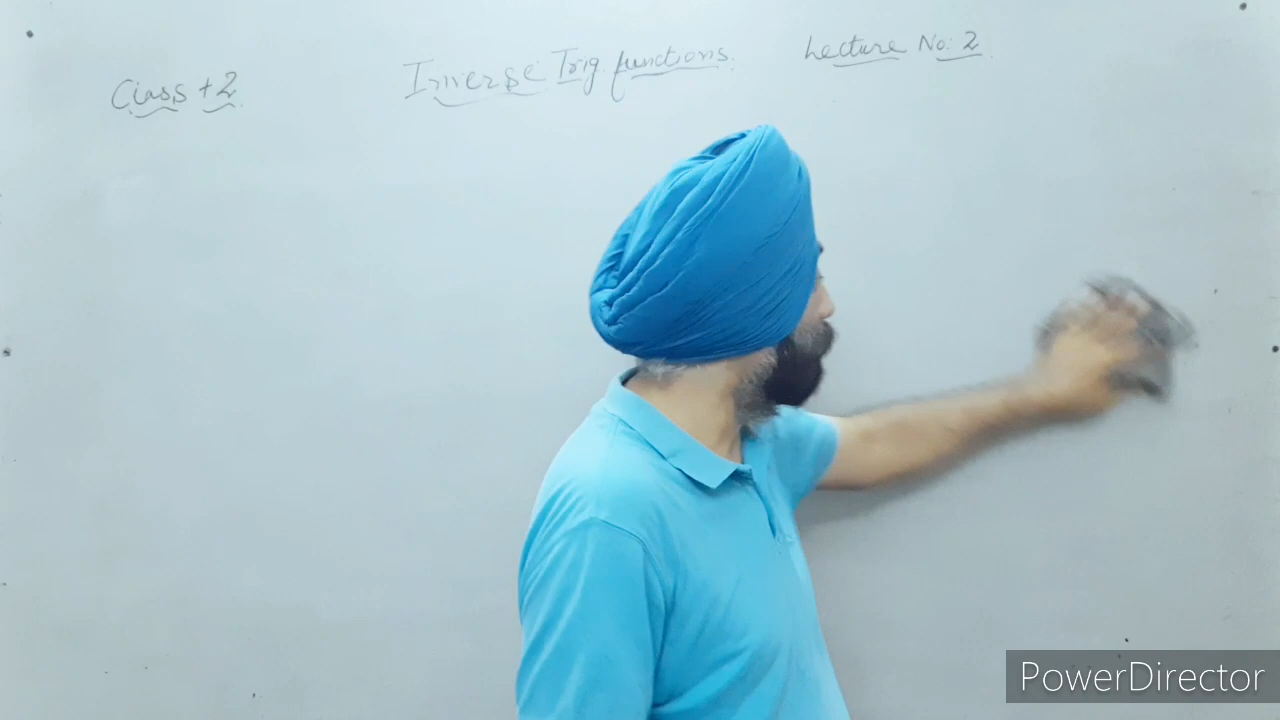 Class +2
Inverse Trig. functions.
Lecture No: 2
PowerDirector